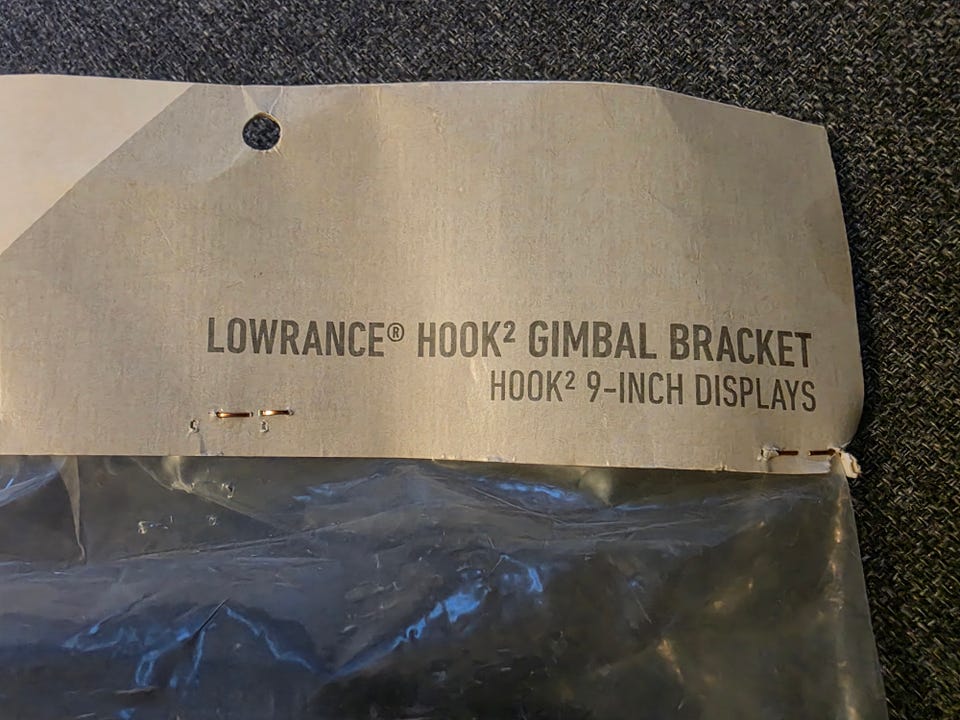 LOWRANCE® HOOK² GIMBAL BRACKET
HOOK² 9-INCH DISPLAYS